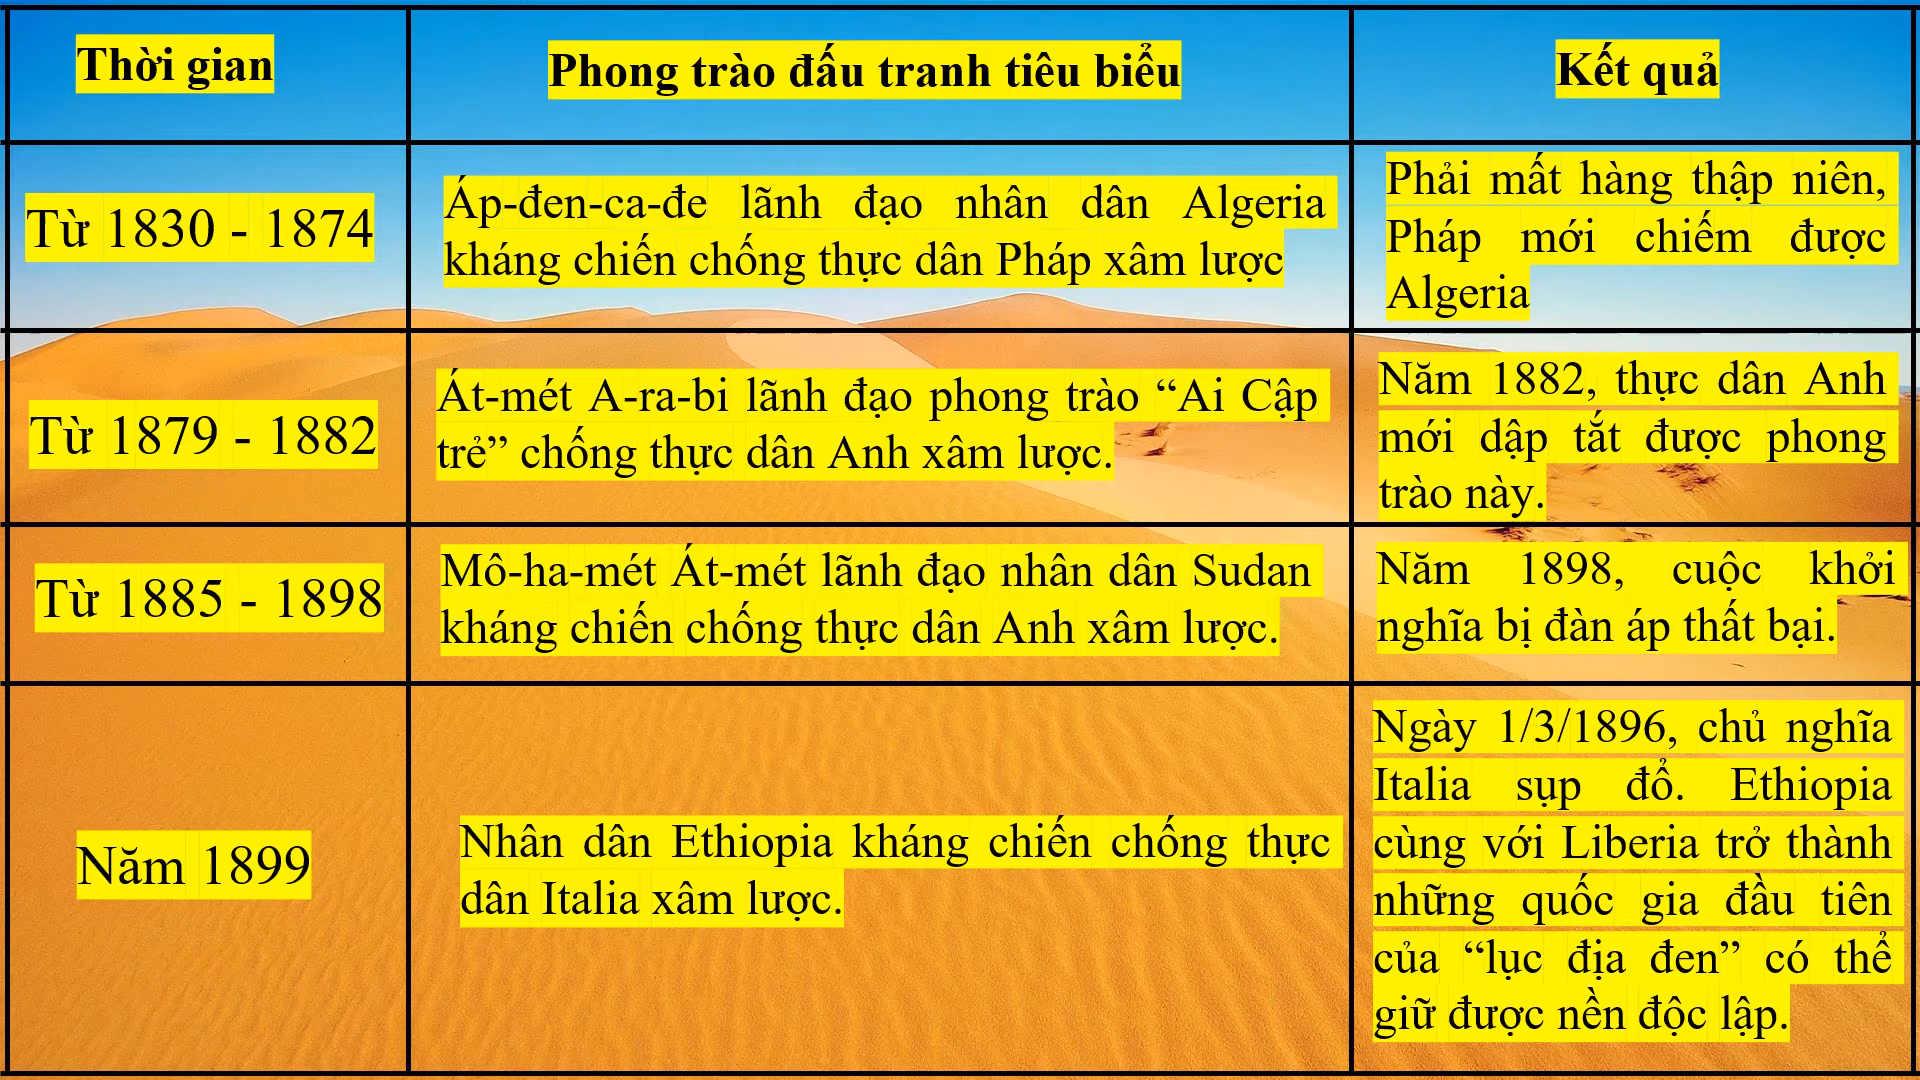 Thời gian
Phong trào đấu tranh tiêu biểu
Kết quả
Từ 1830 - 1874
Áp-đen-ca-đe lãnh đạo nhân dân Algeria
kháng chiến chống thực dân Pháp xâm lược
Phải mất hàng thập niên,
Pháp mới chiếm được
Algeria
Từ 1879 - 1882
Át-mét A-ra-bi lãnh đạo phong trào “Ai Cập
trẻ” chống thực dân Anh xâm lược.
Năm 1882, thực dân Anh
mới dập tắt được phong
trào này.
Từ 1885 - 1898
Mô-ha-mét Át-mét lãnh đạo nhân dân Sudan
kháng chiến chống thực dân Anh xâm lược.
Năm 1898, cuộc khởi
nghĩa bị đàn áp thất bại.
Năm 1899
Nhân dân Ethiopia kháng chiến chống thực
dân Italia xâm lược.
Ngày 1/3/1896, chủ nghĩa
Italia sụp đổ. Ethiopia
cùng với Liberia trở thành
những quốc gia đầu tiên
của “lục địa đen” có thể
giữ được nền độc lập.